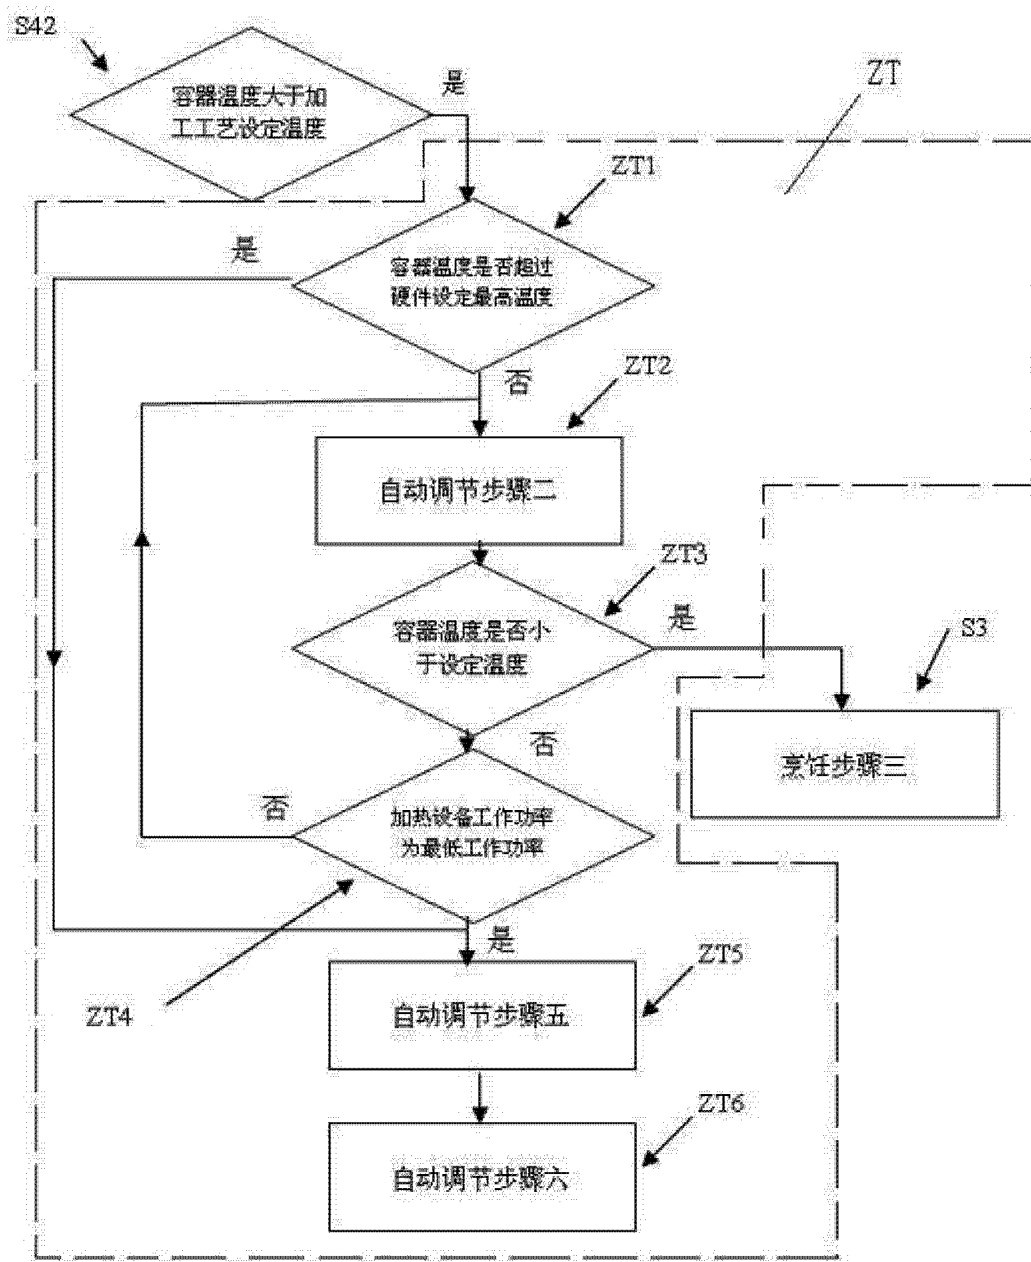 S42
容器温度大于加
工工艺设定温度
是
ZT
ZT1
是
容器温度是否超过
硬件设定最高温度
否
ZT2
自动调节步骤二
ZT3
容器温度是否小
于设定温度
是
S3
烹饪步骤三
否
否
加热设备工作功率
为最低工作功率
是
ZT4
ZT5
自动调节步骤五
ZT6
自动调节步骤六